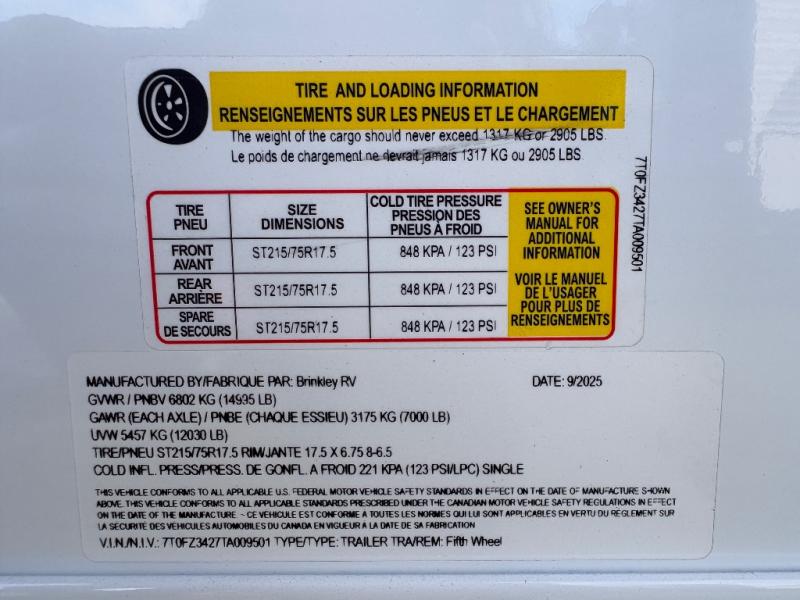 TIRE AND LOADING INFORMATION
RENSEIGNEMENTS SUR LES PNEUS ET LE CHARGEMENT
The weight of the cargo should never exceed 1317 KG or 2905 LBS
Le poids de chargement ne devrait jamais 1317 KG ou 2905 LBS
TIRE PNEU SIZE DIMENSIONS COLD TIRE PRESSURE PRESSION DES PNEUS À FROID
FRONT AVANT ST215/75R17.5 848 KPA / 123 PSI
REAR ARRIÈRE ST215/75R17.5 848 KPA / 123 PSI
SPARE DE SECOURS ST215/75R17.5 848 KPA / 123 PSI
SEE OWNER'S
MANUAL FOR
ADDITIONAL
INFORMATION
VOIR LE MANUEL
DE L'USAGER
POUR PLUS DE
RENSEIGNEMENTS
7T0FZ3427TA009501
MANUFACTURED BY/FABRIQUE PAR: Brinkley RV DATE: 9/2025
GVWR / PNBV 6802 KG (14995 LB)
GAWR (EACH AXLE) / PNBE (CHAQUE ESSIEU) 3175 KG (7000 LB)
UVW 5457 KG (12030 LB)
TIRE/PNEU ST215/75R17.5 RIM/JANTE 17.5 X 6.75 8-6.5
COLD INFL. PRESS/PRESS. DE GONFL. A FROID 221 KPA (123 PSI/LPC) SINGLE
THIS VEHICLE CONFORMS TO ALL APPLICABLE U.S. FEDERAL MOTOR VEHICLE SAFETY STANDARDS IN EFFECT ON THE DATE OF MANUFACTURE SHOWN
ABOVE. THIS VEHICLE CONFORMS TO ALL APPLICABLE STANDARDS PRESCRIBED UNDER THE CANADIAN MOTOR VEHICLE SAFETY REGULATIONS IN EFFECT
ON THE DATE OF THE MANUFACTURE - CE VEHICULE EST CONFORME A TOUTES LES NORMES QUI LUI SONT APPLICABLES EN VERTU DU RÈGLEMENT SUR
LA SECURITE DES VÉHICULES AUTOMOBILES DU CANADA EN VIGUEUR A LA DATE DE SA FABRICATION
V.I.N./N.I.V.: 7T0FZ3427TA009501 TYPE/TYPE: TRAILER TRA/REM: Fifth Wheel